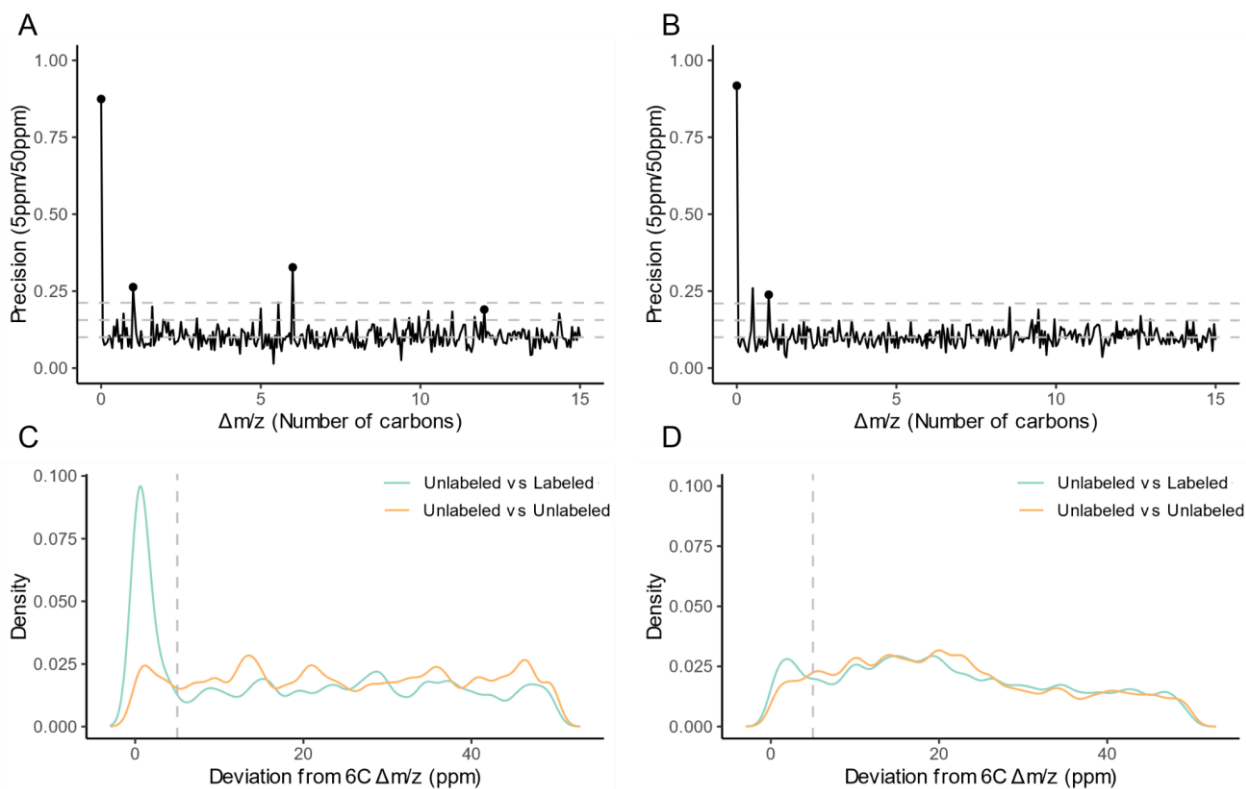 A
1.00
0.75
0.50
0.25
0.00
Precision (5ppm/50ppm)
0
5
10
15
Δm/z (Number of carbons)
B
1.00
0.75
0.50
0.25
0.00
Precision (5ppm/50ppm)
0
5
10
15
Δm/z (Number of carbons)
C
0.100
0.075
0.050
0.025
0.000
Density
Unlabeled vs Labeled
Unlabeled vs Unlabeled
0
20
40
Deviation from 6C Δm/z (ppm)
D
0.100
0.075
0.050
0.025
0.000
Density
Unlabeled vs Labeled
Unlabeled vs Unlabeled
0
20
40
Deviation from 6C Δm/z (ppm)